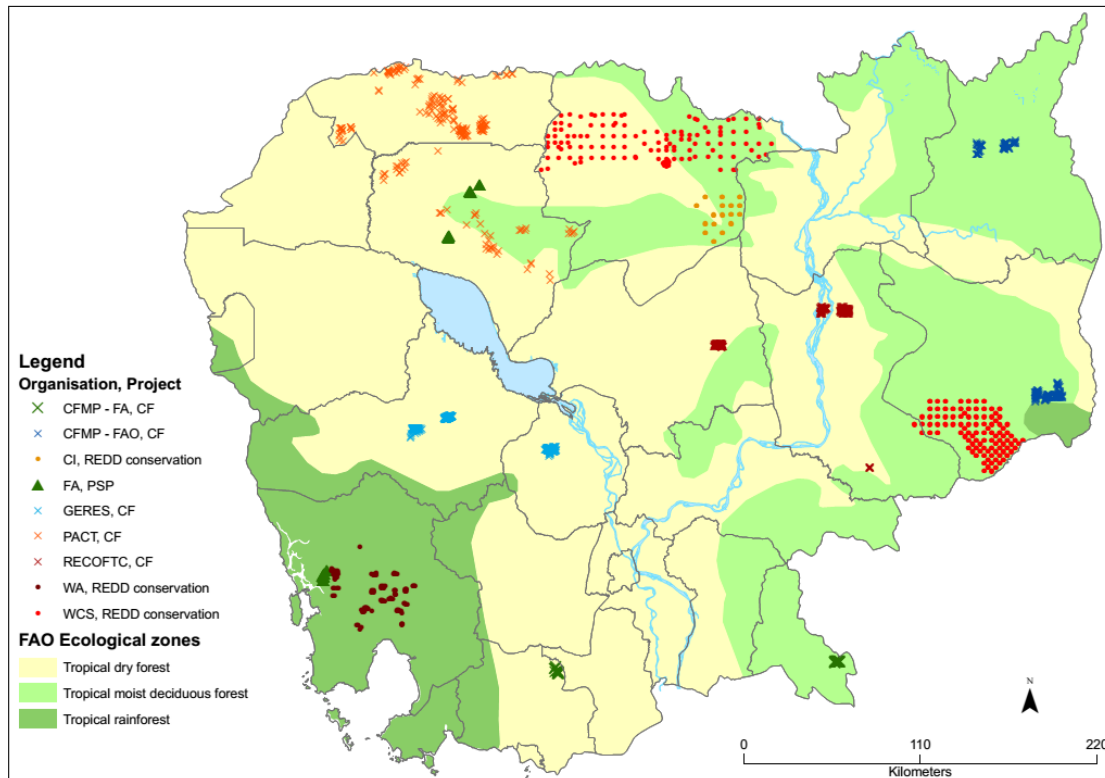 Legend
Organisation, Project
CFMP - FA, CF
CFMP - FAO, CF
CI, REDD conservation
FA, PSP
GERES, CF
PACT, CF
RECOFTC, CF
WA, REDD conservation
WCS, REDD conservation
FAO Ecological zones
Tropical dry forest
Tropical moist deciduous forest
Tropical rainforest
N
0 110 220
Kilometers